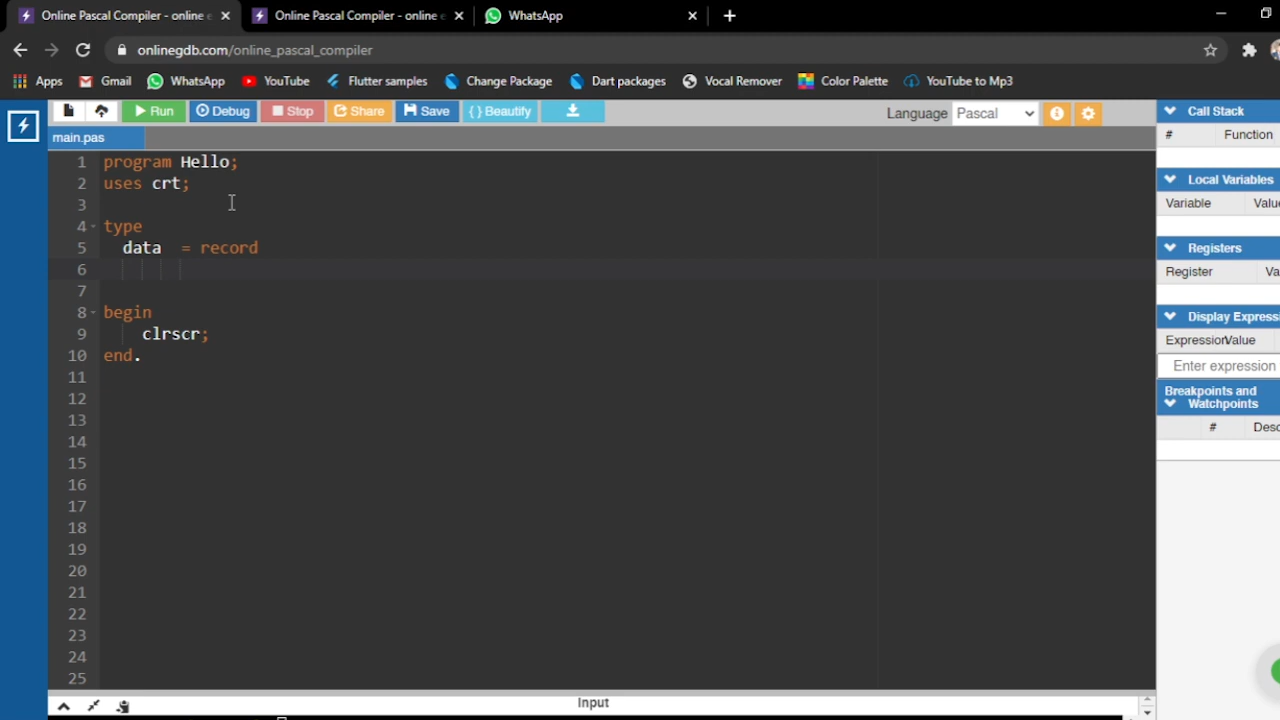 Online Pascal Compiler - online e
Online Pascal Compiler - online e
WhatsApp
onlinegdb.com/online_pascal_compiler
Apps
Gmail
WhatsApp
YouTube
Flutter samples
Change Package
Dart packages
Vocal Remover
Color Palette
YouTube to Mp3
Run
Debug
Stop
Share
Save
{ } Beautify
Language
Pascal
main.pas
1 program Hello;
2 uses crt;
3
4 type
5 data = record
6
7
8 begin
9 clrscr;
10 end.
11
12
13
14
15
16
17
18
19
20
21
22
23
24
25
Call Stack
# Function
Local Variables
Variable Value
Registers
Register Va
Display Expressi
Expression Value
Enter expression
Breakpoints and
Watchpoints
# Desc
Input